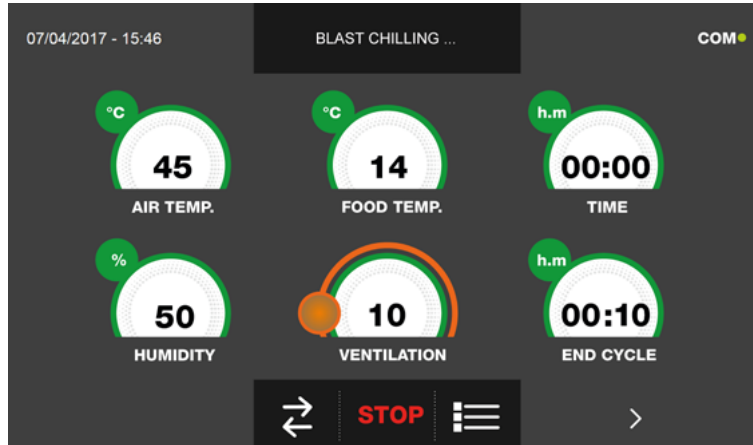 07/04/2017 - 15:46
BLAST CHILLING ...
COM
°C
45
AIR TEMP.
°C
14
FOOD TEMP.
h.m
00:00
TIME
%
50
HUMIDITY
10
VENTILATION
h.m
00:10
END CYCLE
STOP